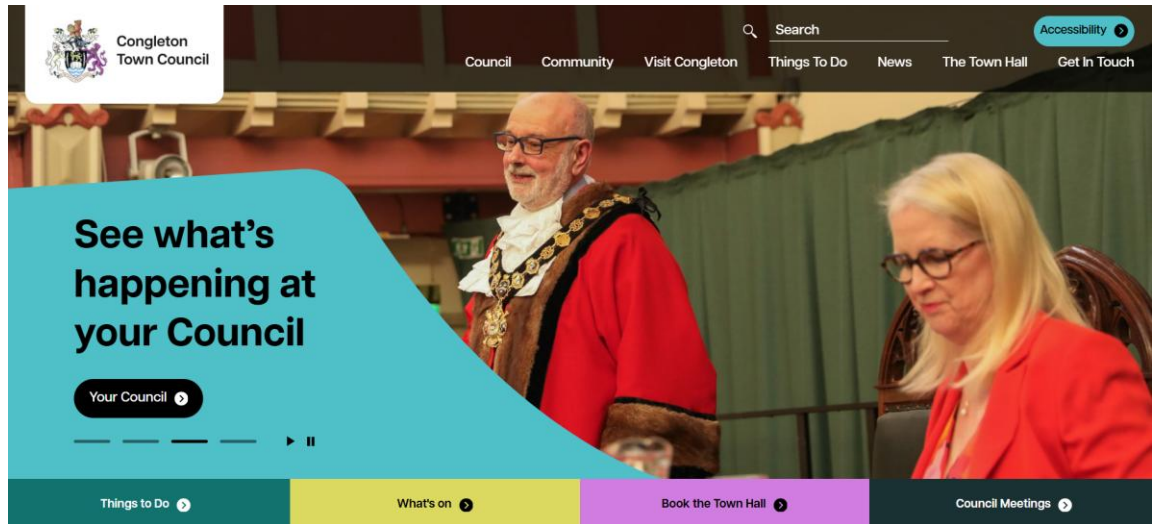 Congleton
Town Council
Search
Accessibility
Council
Community
Visit Congleton
Things To Do
News
The Town Hall
Get In Touch
See what's
happening at
your Council
Your Council
Things to Do
What's on
Book the Town Hall
Council Meetings